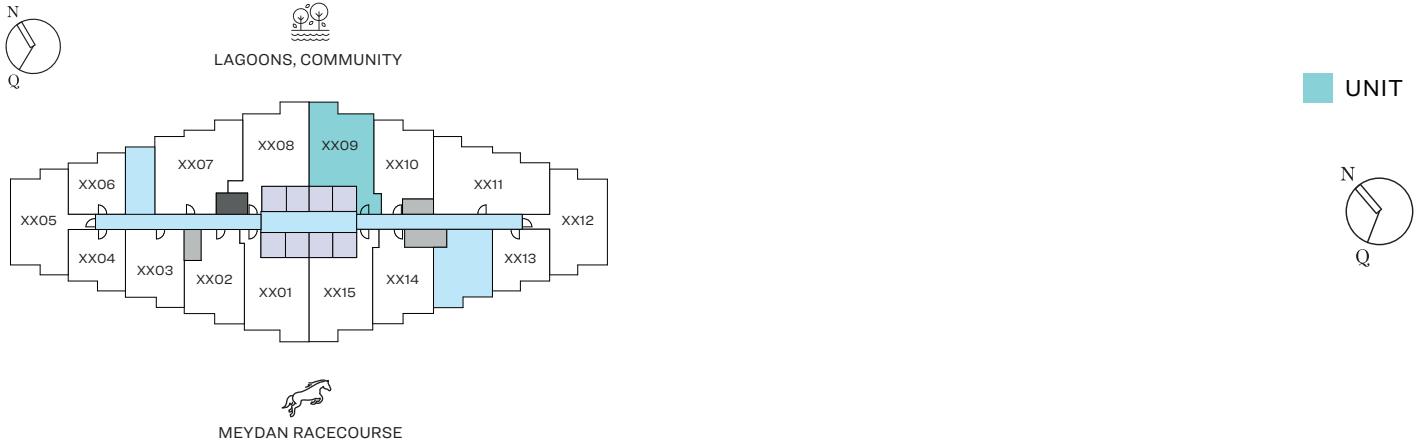 N
Q
LAGOONS, COMMUNITY
UNIT
XX08
XX09
XX07
XX10
XX06
XX11
XX05
XX12
XX04
XX03
XX02
XX01
XX15
XX14
XX13
N
Q
MEYDAN RACECOURSE